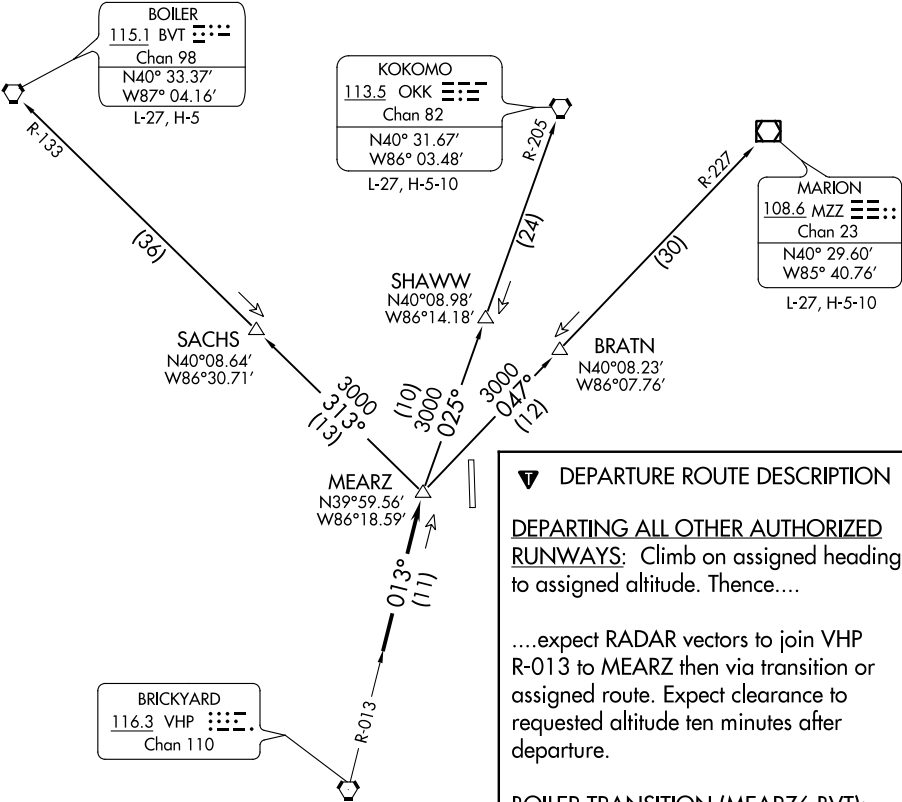 BOILER
115.1 BVT
Chan 98
N40° 33.37′
W87° 04.16′
L-27, H-5
KOKOMO
113.5 OKK
Chan 82
N40° 31.67′
W86° 03.48′
L-27, H-5-10
MARION
108.6 MZZ
Chan 23
N40° 29.60′
W85° 40.76′
L-27, H-5-10
R-133
R-205
R-227
(36)
(24)
(30)
SACHS
N40°08.64′
W86°30.71′
SHAWW
N40°08.98′
W86°14.18′
BRATN
N40°08.23′
W86°07.76′
3000
313°
(13)
(10)
3000
025°
3000
047°
(12)
MEARZ
N39°59.56′
W86°18.59′
013°
(11)
R-013
BRICKYARD
116.3 VHP
Chan 110
T DEPARTURE ROUTE DESCRIPTION
DEPARTING ALL OTHER AUTHORIZED
RUNWAYS: Climb on assigned heading
to assigned altitude. Thence....
....expect RADAR vectors to join VHP
R-013 to MEARZ then via transition or
assigned route. Expect clearance to
requested altitude ten minutes after
departure.
BOILER TRANSITION (MEARZ6.BVT):